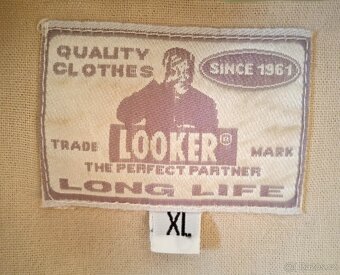 QUALITY
CLOTHES
SINCE 1961
TRADE LOOKER® MARK
THE PERFECT PARTNER
LONG LIFE
XL